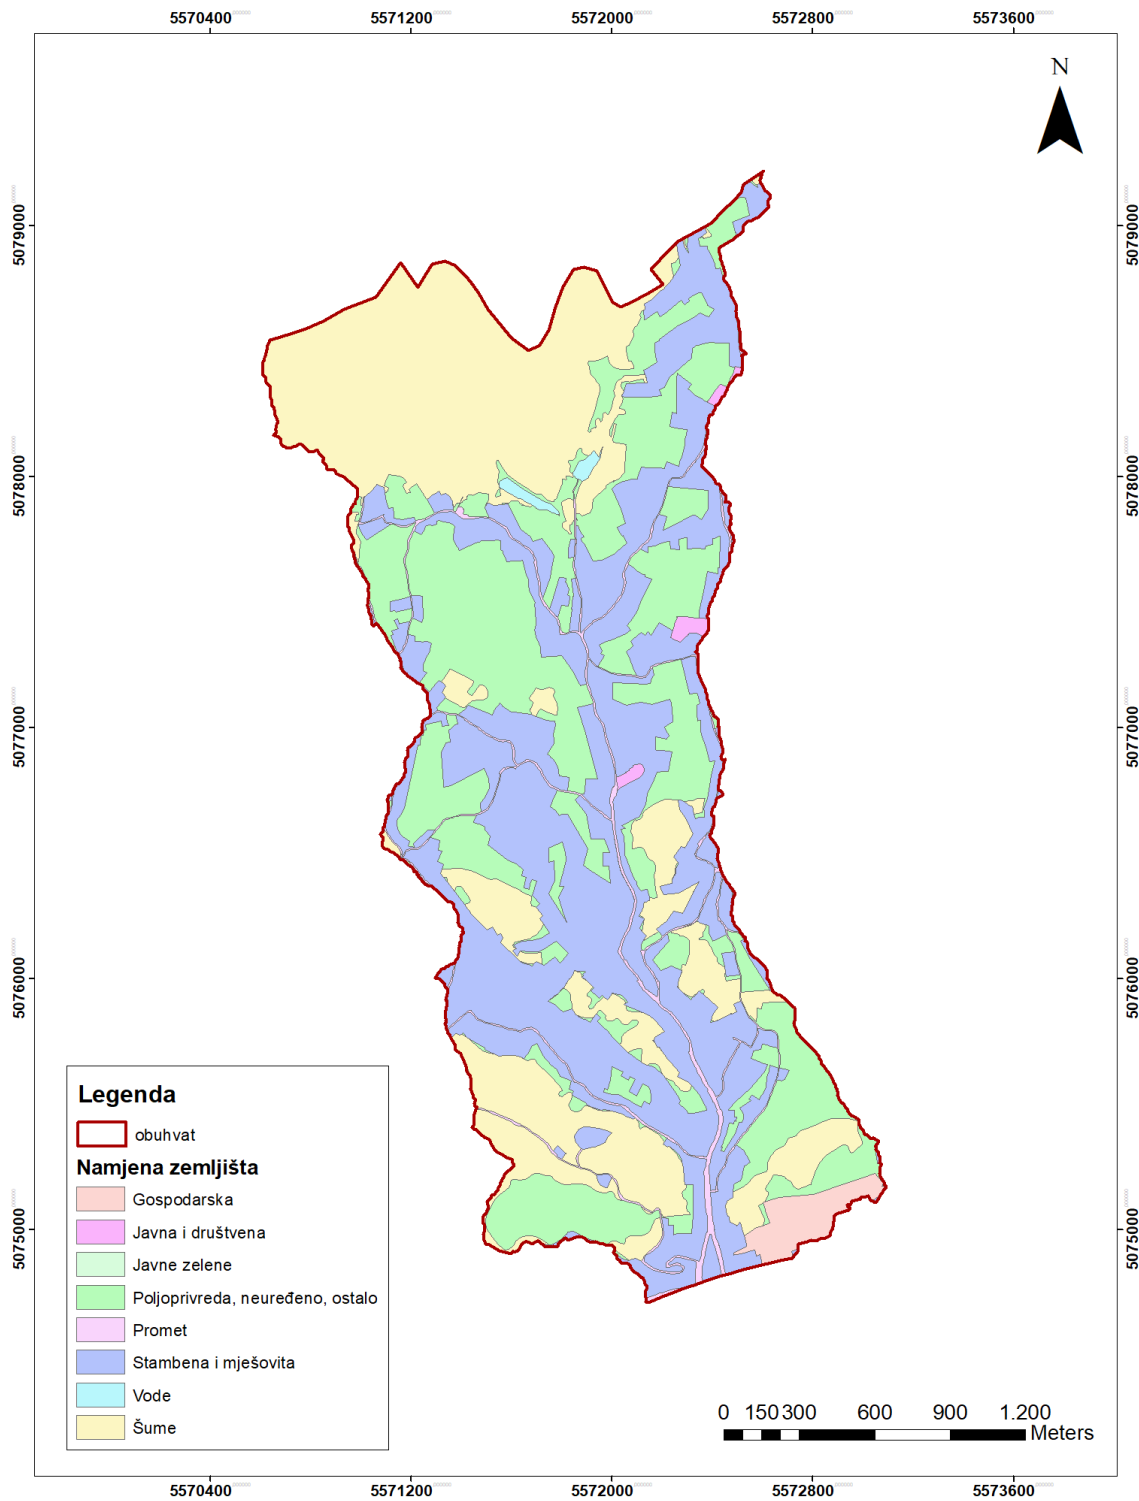 5570400 5571200 5572000 5572800 5573600
N
5079000 5079000
5078000 5078000
5077000 5077000
5076000 5076000
5075000 5075000
Legenda
obuhvat
Namjena zemljišta
Gospodarska
Javna i društvena
Javne zelene
Poljoprivreda, neuređeno, ostalo
Promet
Stambena i mješovita
Vode
Šume
0 150 300 600 900 1.200
Meters
5570400 5571200 5572000 5572800 5573600